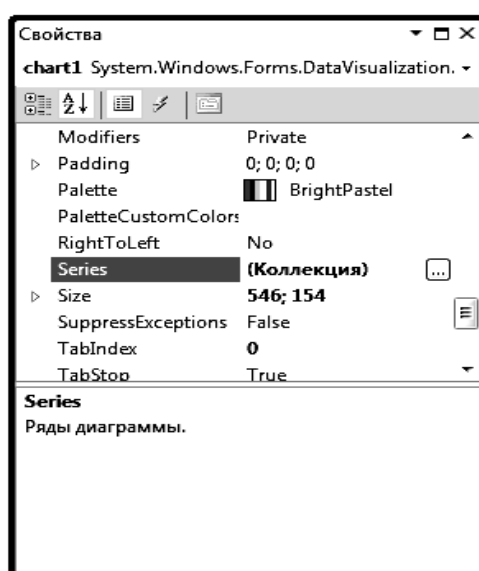 Свойства
chart1 System.Windows.Forms.DataVisualization.
Modifiers Private
Padding 0; 0; 0; 0
Palette BrightPastel
PaletteCustomColors
RightToLeft No
Series (Коллекция) ...
Size 546; 154
SuppressExceptions False
TabIndex 0
TabStop True
Series
Ряды диаграммы.